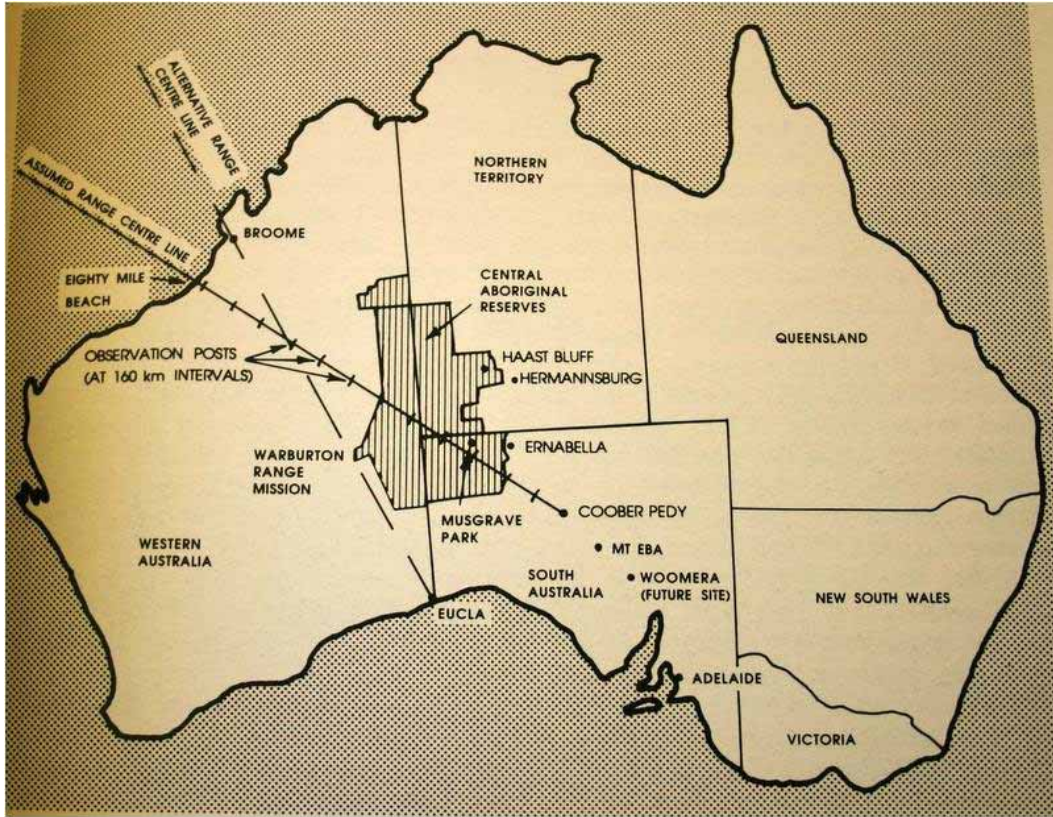 ALTERNATIVE RANGE
CENTRE LINE
ASSUMED RANGE CENTRE LINE
NORTHERN
TERRITORY
BROOME
EIGHTY MILE
BEACH
CENTRAL
ABORIGINAL
RESERVES
QUEENSLAND
OBSERVATION POSTS
(AT 160 km INTERVALS)
HAAST BLUFF
HERMANNSBURG
WARBURTON
RANGE
MISSION
ERNABELLA
MUSGRAVE
PARK
COOBER PEDY
WESTERN
AUSTRALIA
MT EBA
SOUTH
AUSTRALIA
WOOMERA
(FUTURE SITE)
NEW SOUTH WALES
EUCLA
ADELAIDE
VICTORIA